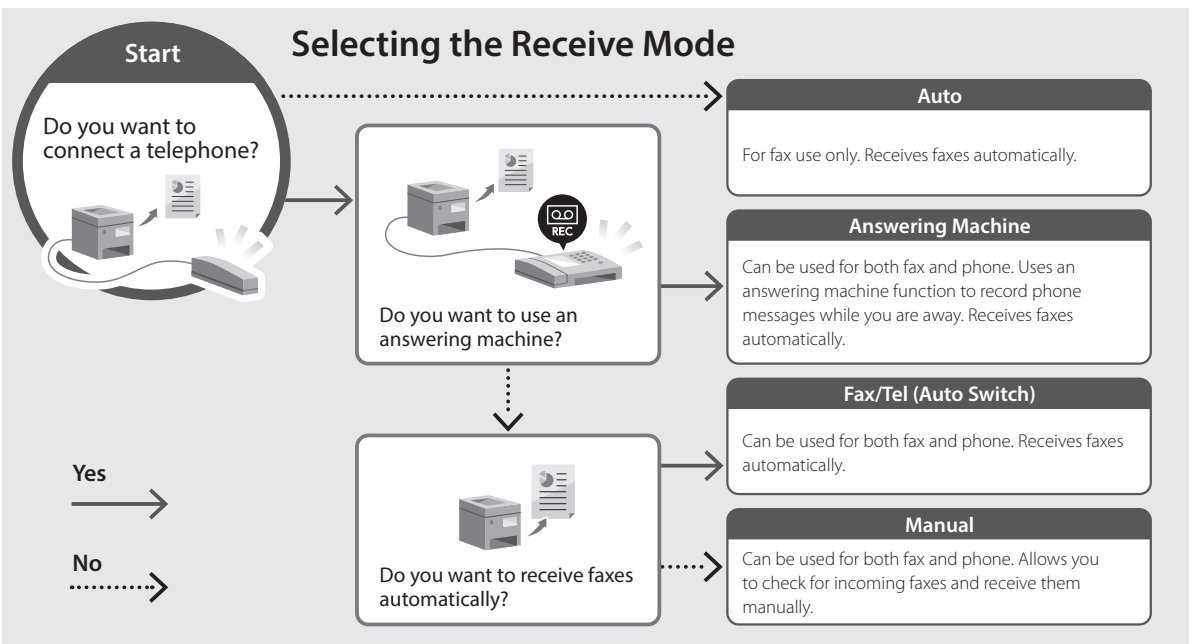 Selecting the Receive Mode
Start
Do you want to
connect a telephone?
REC
Do you want to use an
answering machine?
Do you want to receive faxes
automatically?
Auto
For fax use only. Receives faxes automatically.
Answering Machine
Can be used for both fax and phone. Uses an
answering machine function to record phone
messages while you are away. Receives faxes
automatically.
Fax/Tel (Auto Switch)
Can be used for both fax and phone. Receives faxes
automatically.
Manual
Can be used for both fax and phone. Allows you
to check for incoming faxes and receive them
manually.
Yes
No